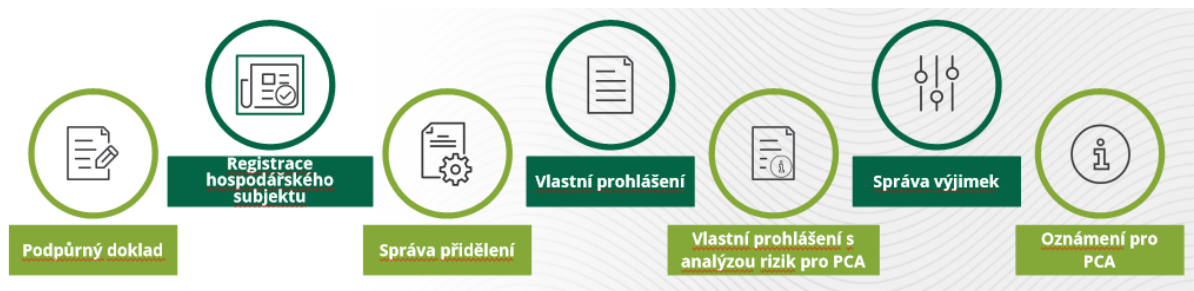 Podpůrný doklad
Registrace
hospodářského
subjektu
Správa přidělení
Vlastní prohlášení
Vlastní prohlášení s
analýzou rizik pro PCA
Správa výjimek
Oznámení pro
PCA